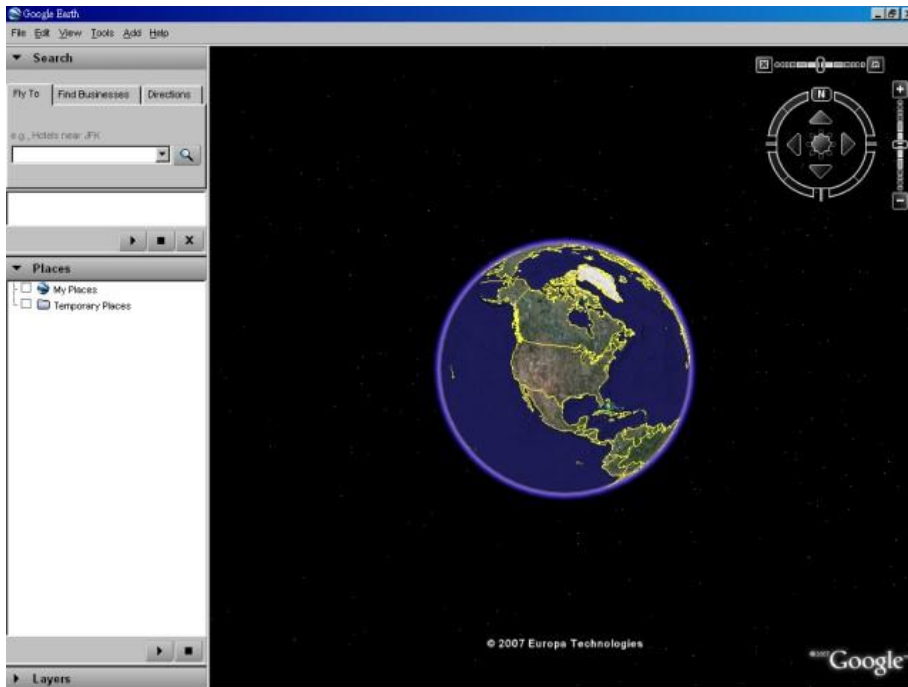 Google Earth
File Edit View Tools Add Help
Search
Fly To Find Businesses Directions
e.g., Hotels near JFK
Places
My Places
Temporary Places
Layers
N
© 2007 Europa Technologies
Google